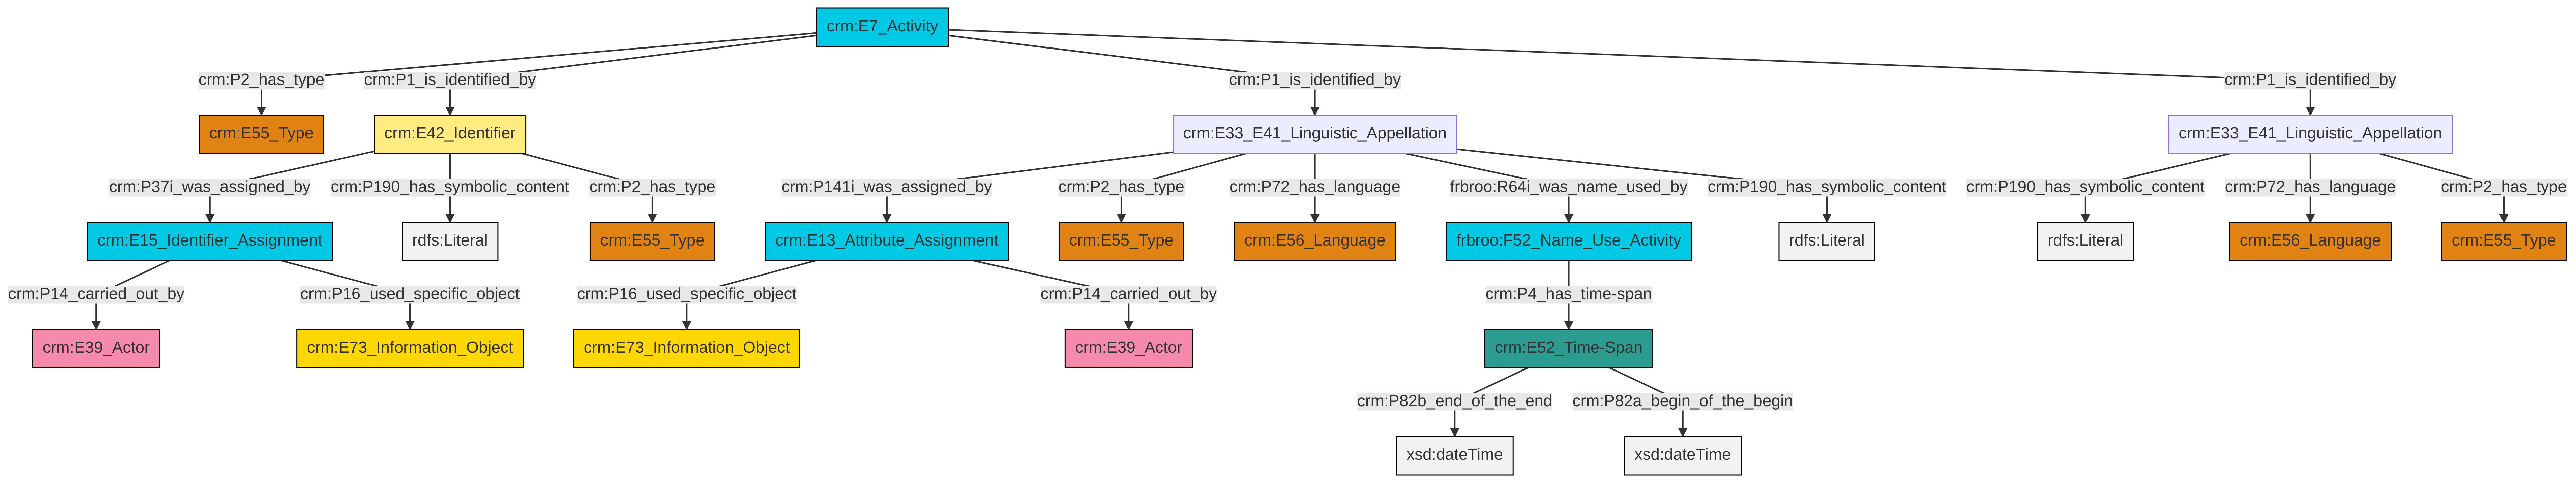 crm:E7_Activity
crm:P2_has_type
crm:P1_is_identified_by
crm:P1_is_identified_by
crm:P1_is_identified_by
crm:E55_Type
crm:E42_Identifier
crm:E33_E41_Linguistic_Appellation
crm:E33_E41_Linguistic_Appellation
crm:P37i_was_assigned_by
crm:P190_has_symbolic_content
crm:P2_has_type
crm:P141i_was_assigned_by
crm:P2_has_type
crm:P72_has_language
frbroo:R64i_was_name_used_by
crm:P190_has_symbolic_content
crm:P190_has_symbolic_content
crm:P72_has_language
crm:P2_has_type
crm:E15_Identifier_Assignment
rdfs:Literal
crm:E55_Type
crm:E13_Attribute_Assignment
crm:E55_Type
crm:E56_Language
frbroo:F52_Name_Use_Activity
rdfs:Literal
rdfs:Literal
crm:E56_Language
crm:E55_Type
crm:P14_carried_out_by
crm:P16_used_specific_object
crm:P16_used_specific_object
crm:P14_carried_out_by
crm:P4_has_time-span
crm:E39_Actor
crm:E73_Information_Object
crm:E73_Information_Object
crm:E39_Actor
crm:E52_Time-Span
crm:P82b_end_of_the_end
crm:P82a_begin_of_the_begin
xsd:dateTime
xsd:dateTime